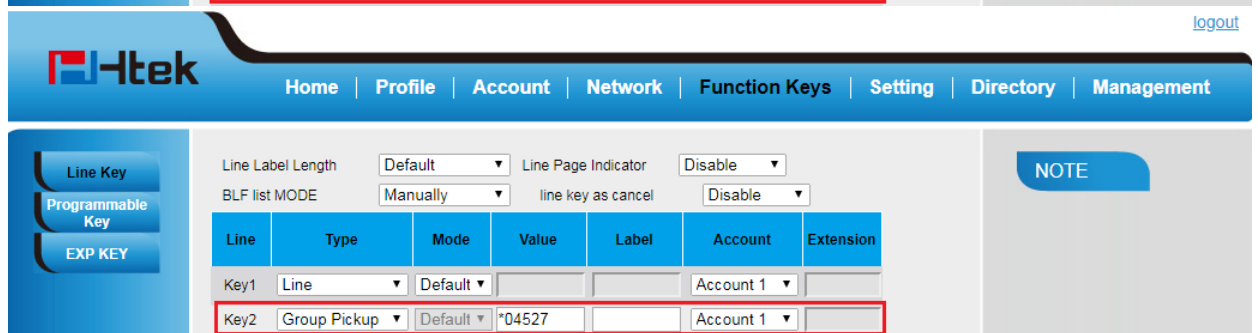 logout
Htek
Home | Profile | Account | Network | Function Keys | Setting | Directory | Management
Line Key
Programmable
Key
EXP KEY
Line Label Length Default Line Page Indicator Disable
BLF list MODE Manually line key as cancel Disable
Line Type Mode Value Label Account Extension
Key1 Line Default Account 1
Key2 Group Pickup Default *04527 Account 1
NOTE